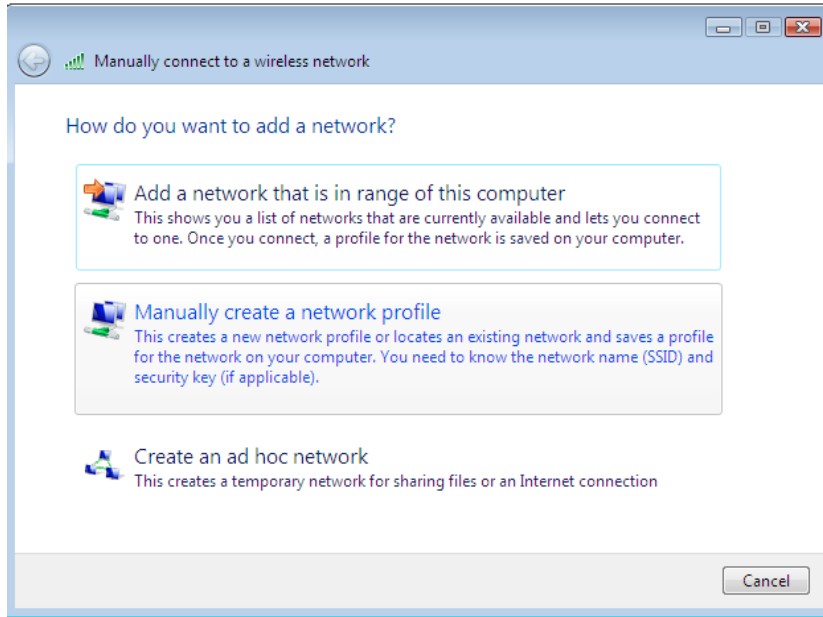 Manually connect to a wireless network
How do you want to add a network?
Add a network that is in range of this computer
This shows you a list of networks that are currently available and lets you connect
to one. Once you connect, a profile for the network is saved on your computer.
Manually create a network profile
This creates a new network profile or locates an existing network and saves a profile
for the network on your computer. You need to know the network name (SSID) and
security key (if applicable).
Create an ad hoc network
This creates a temporary network for sharing files or an Internet connection
Cancel